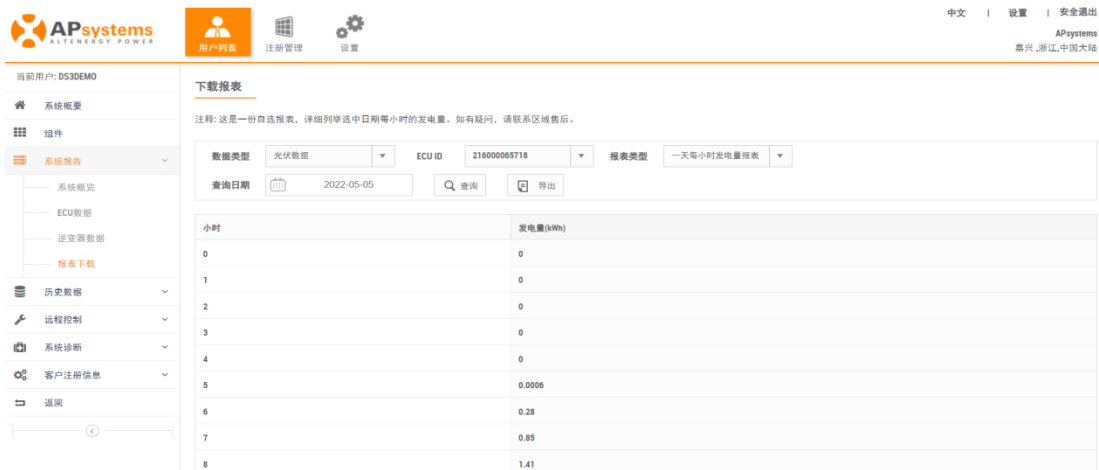 中文 | 设置 | 安全退出
APsystems
ALTENERGY POWER
用户列表
注册管理
设置
APsystems
嘉兴 ,浙江,中国大陆
当前用户: DS3DEMO
系统概要
组件
系统报告
系统概览
ECU数据
逆变器数据
报表下载
历史数据
远程控制
系统诊断
客户注册信息
返回
下载报表
注释: 这是一份自选报表、详细列举选中日期每小时的发电量。如有疑问，请联系区域售后。
数据类型 光伏数据 ECU ID 216000065718 报表类型 一天每小时发电量报表
查询日期 2022-05-05 查询 导出
小时 发电量(kWh)
0 0
1 0
2 0
3 0
4 0
5 0.0006
6 0.28
7 0.85
8 1.41